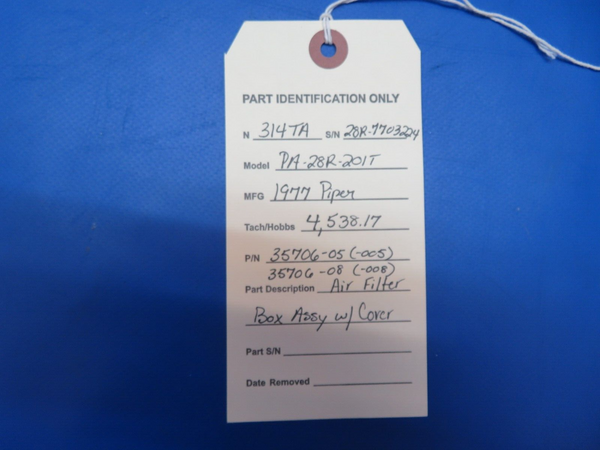 PART IDENTIFICATION ONLY
N 314TA S/N 28R-7703224
Model PA-28R-201T
MFG 1977 Piper
Tach/Hobbs 4,538.17
P/N 35706-05 (-005)
35706-08 (-008)
Part Description Air Filter
Box Assy w/ Cover
Part S/N
Date Removed